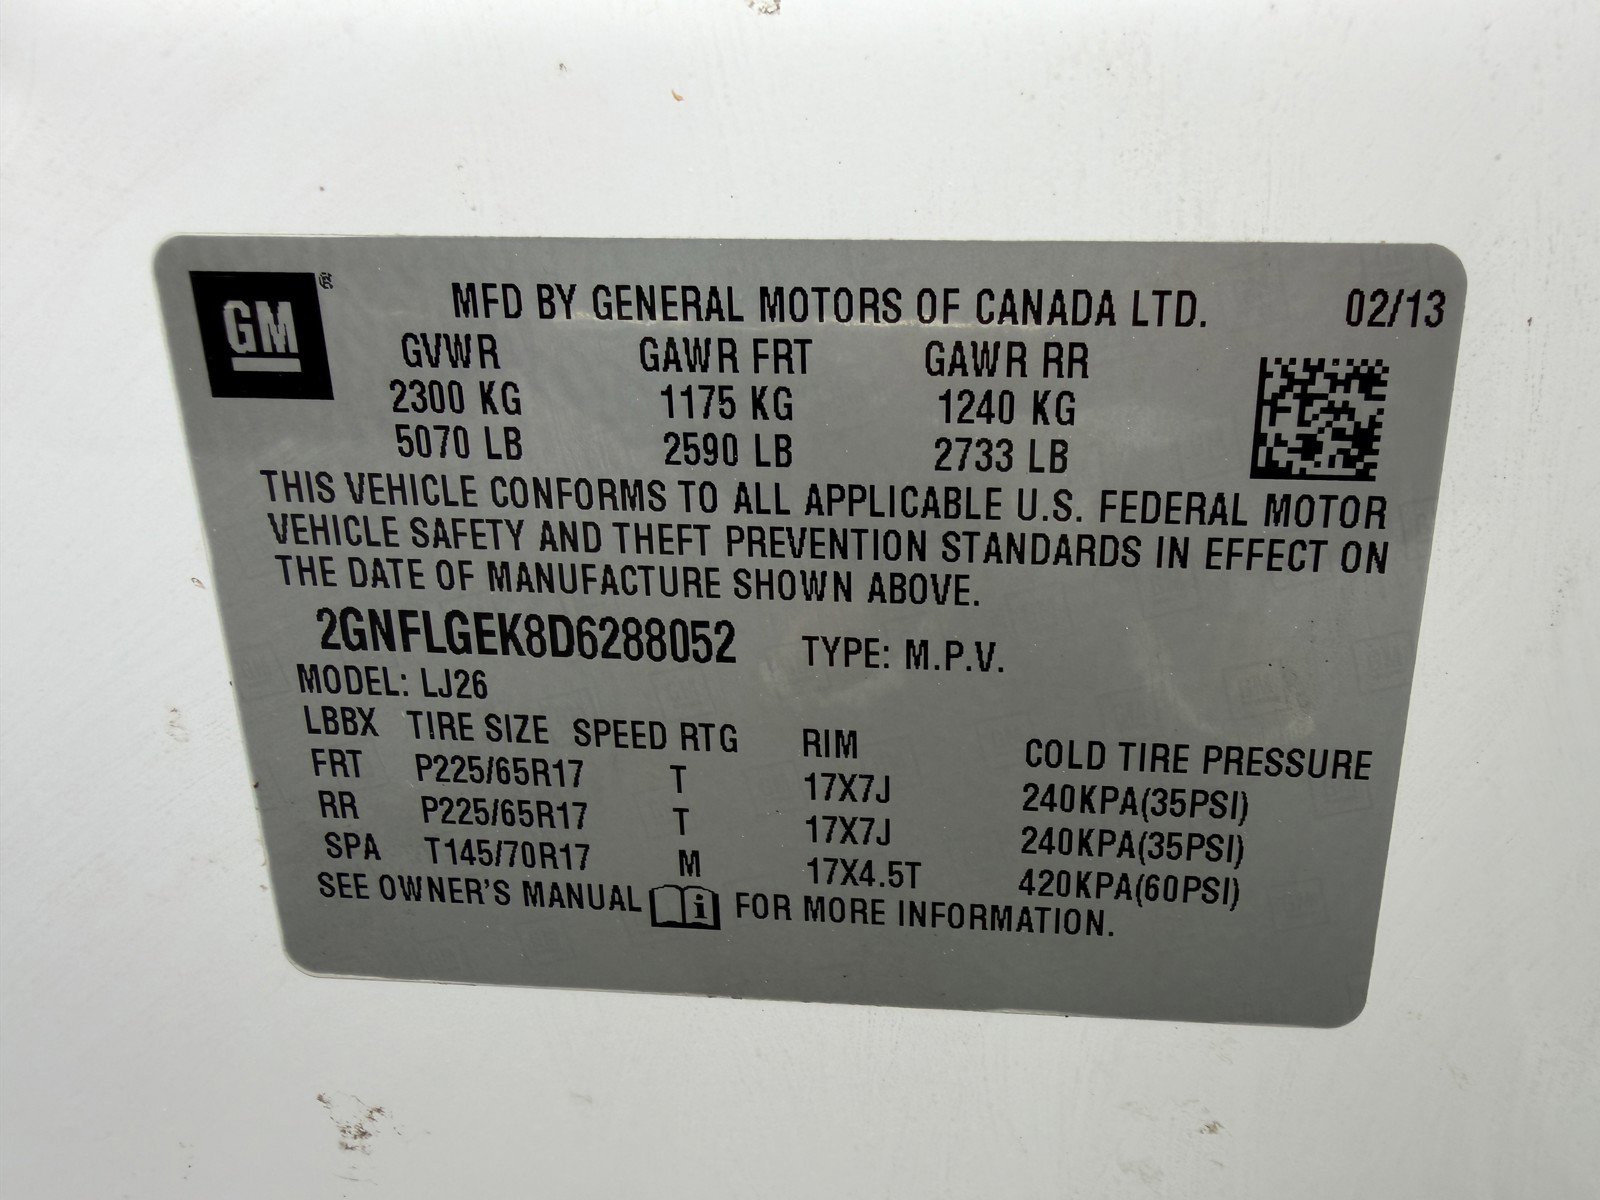 GM ®
MFD BY GENERAL MOTORS OF CANADA LTD. 02/13
GVWR GAWR FRT GAWR RR
2300 KG 1175 KG 1240 KG
5070 LB 2590 LB 2733 LB
THIS VEHICLE CONFORMS TO ALL APPLICABLE U.S. FEDERAL MOTOR
VEHICLE SAFETY AND THEFT PREVENTION STANDARDS IN EFFECT ON
THE DATE OF MANUFACTURE SHOWN ABOVE.
2GNFLGEK8D6288052 TYPE: M.P.V.
MODEL: LJ26
LBBX TIRE SIZE SPEED RTG RIM COLD TIRE PRESSURE
FRT P225/65R17 T 17X7J 240KPA(35PSI)
RR P225/65R17 T 17X7J 240KPA(35PSI)
SPA T145/70R17 M 17X4.5T 420KPA(60PSI)
SEE OWNER'S MANUAL i FOR MORE INFORMATION.